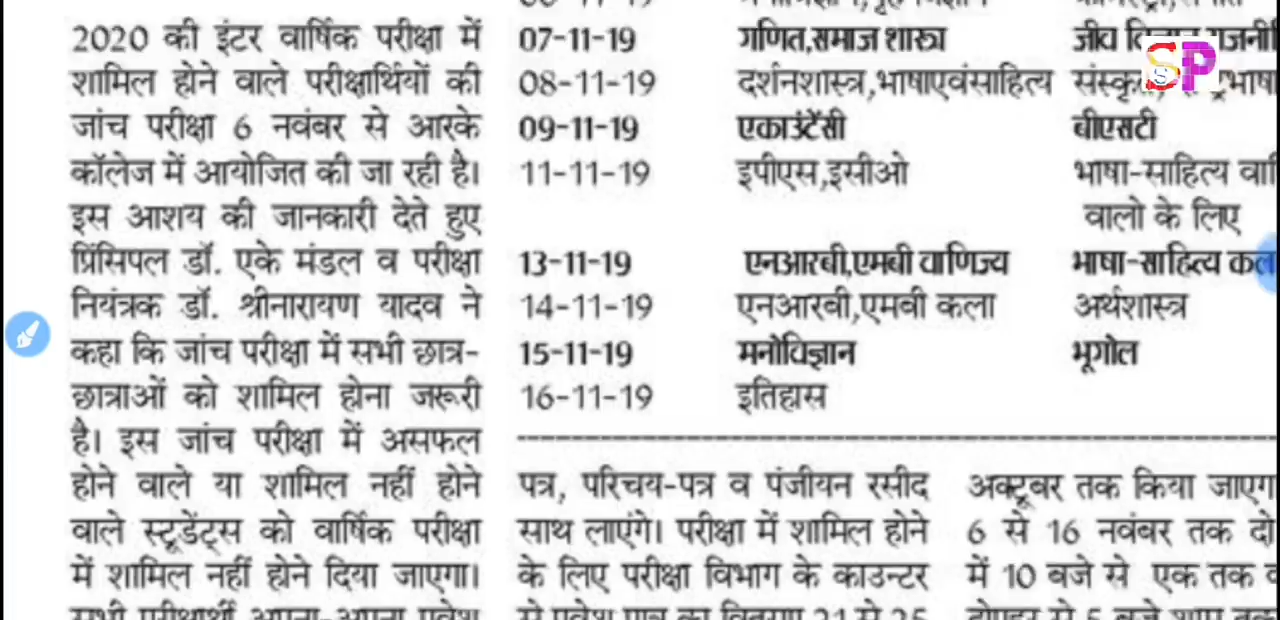 2020 की इंटर वार्षिक परीक्षा में
शामिल होने वाले परीक्षार्थियों की
जांच परीक्षा 6 नवंबर से आरके
कॉलेज में आयोजित की जा रही है।
इस आशय की जानकारी देते हुए
प्रिंसिपल डॉ. एके मंडल व परीक्षा
नियंत्रक डॉ. श्रीनारायण यादव ने
कहा कि जांच परीक्षा में सभी छात्र-
छात्राओं को शामिल होना जरूरी
है। इस जांच परीक्षा में असफल
होने वाले या शामिल नहीं होने
वाले स्टूडेंट्स को वार्षिक परीक्षा
में शामिल नहीं होने दिया जाएगा।
07-11-19 गणित,समाज शास्त्र जीव
08-11-19 दर्शनशास्त्र,भाषाएवंसाहित्य
09-11-19 एकाउंटेंसी बीएसटी
11-11-19 इपीएस,इसीओ भाषा-साहित्य
वालो के लिए
13-11-19 एनआरबी,एमबी वाणिज्य भाषा-साहित्य
14-11-19 एनआरबी,एमबी कला अर्थशास्त्र
15-11-19 मनोविज्ञान भूगोल
16-11-19 इतिहास
पत्र, परिचय-पत्र व पंजीयन रसीद
साथ लाएंगे। परीक्षा में शामिल होने
के लिए परीक्षा विभाग के काउन्टर
अक्टूबर तक किया
6 से 16 नवंबर तक दो
में 10 बजे से एक तक
SP